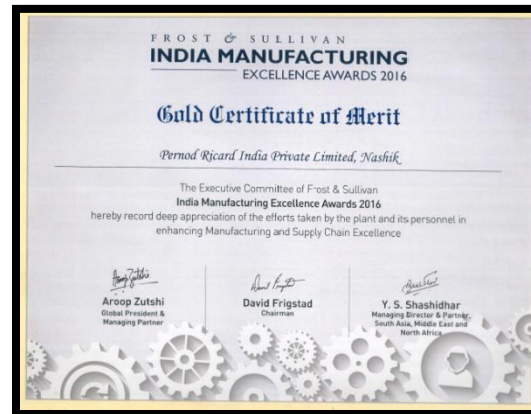 FROST & SULLIVAN
INDIA MANUFACTURING
EXCELLENCE AWARDS 2016
Gold Certificate of Merit
Pernod Ricard India Private Limited, Nashik
The Executive Committee of Frost & Sullivan
India Manufacturing Excellence Awards 2016
hereby record deep appreciation of the efforts taken by the plant and its personnel in
enhancing Manufacturing and Supply Chain Excellence
Aroop Zutshi
Global President &
Managing Partner
David Frigstad
Chairman
Y. S. Shashidhar
Managing Director & Partner,
South Asia, Middle East and
North Africa